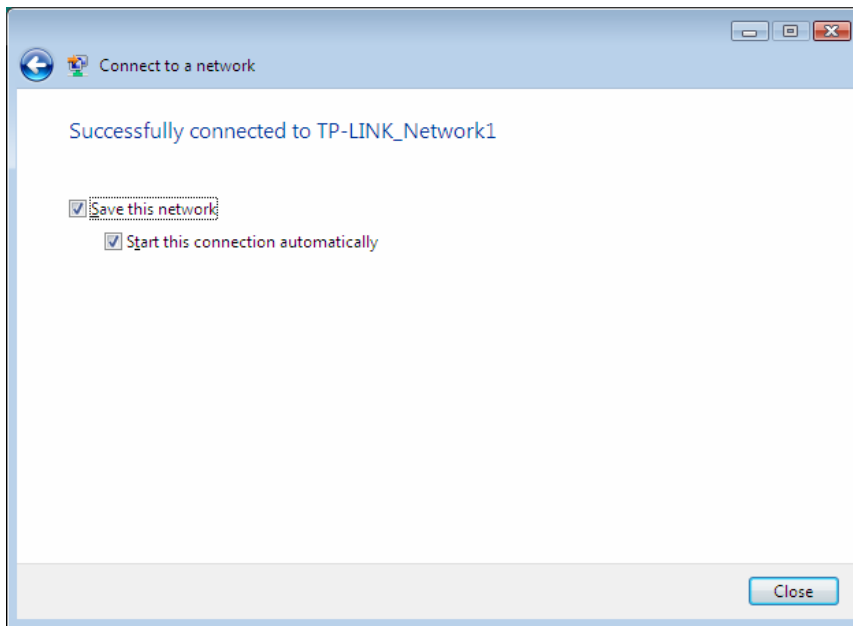 Connect to a network
Successfully connected to TP-LINK_Network1
Save this network
Start this connection automatically
Close